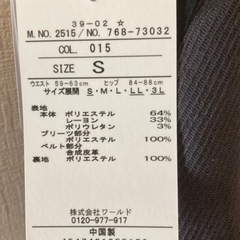 39-02 ☆
M.NO. 2515/NO. 768-73032
COL. 015
SIZE S
ウエスト 59-63cm ヒップ 84-88cm
サイズ展開 S・M・L・LL・3L
表地
本体 ポリエステル 64%
レーヨン 33%
ポリウレタン 3%
プリーツ部分
ポリエステル 100%
ベルト部分
合成皮革
裏地 ポリエステル 100%
株式会社ワールド
0120-977-917
中国製